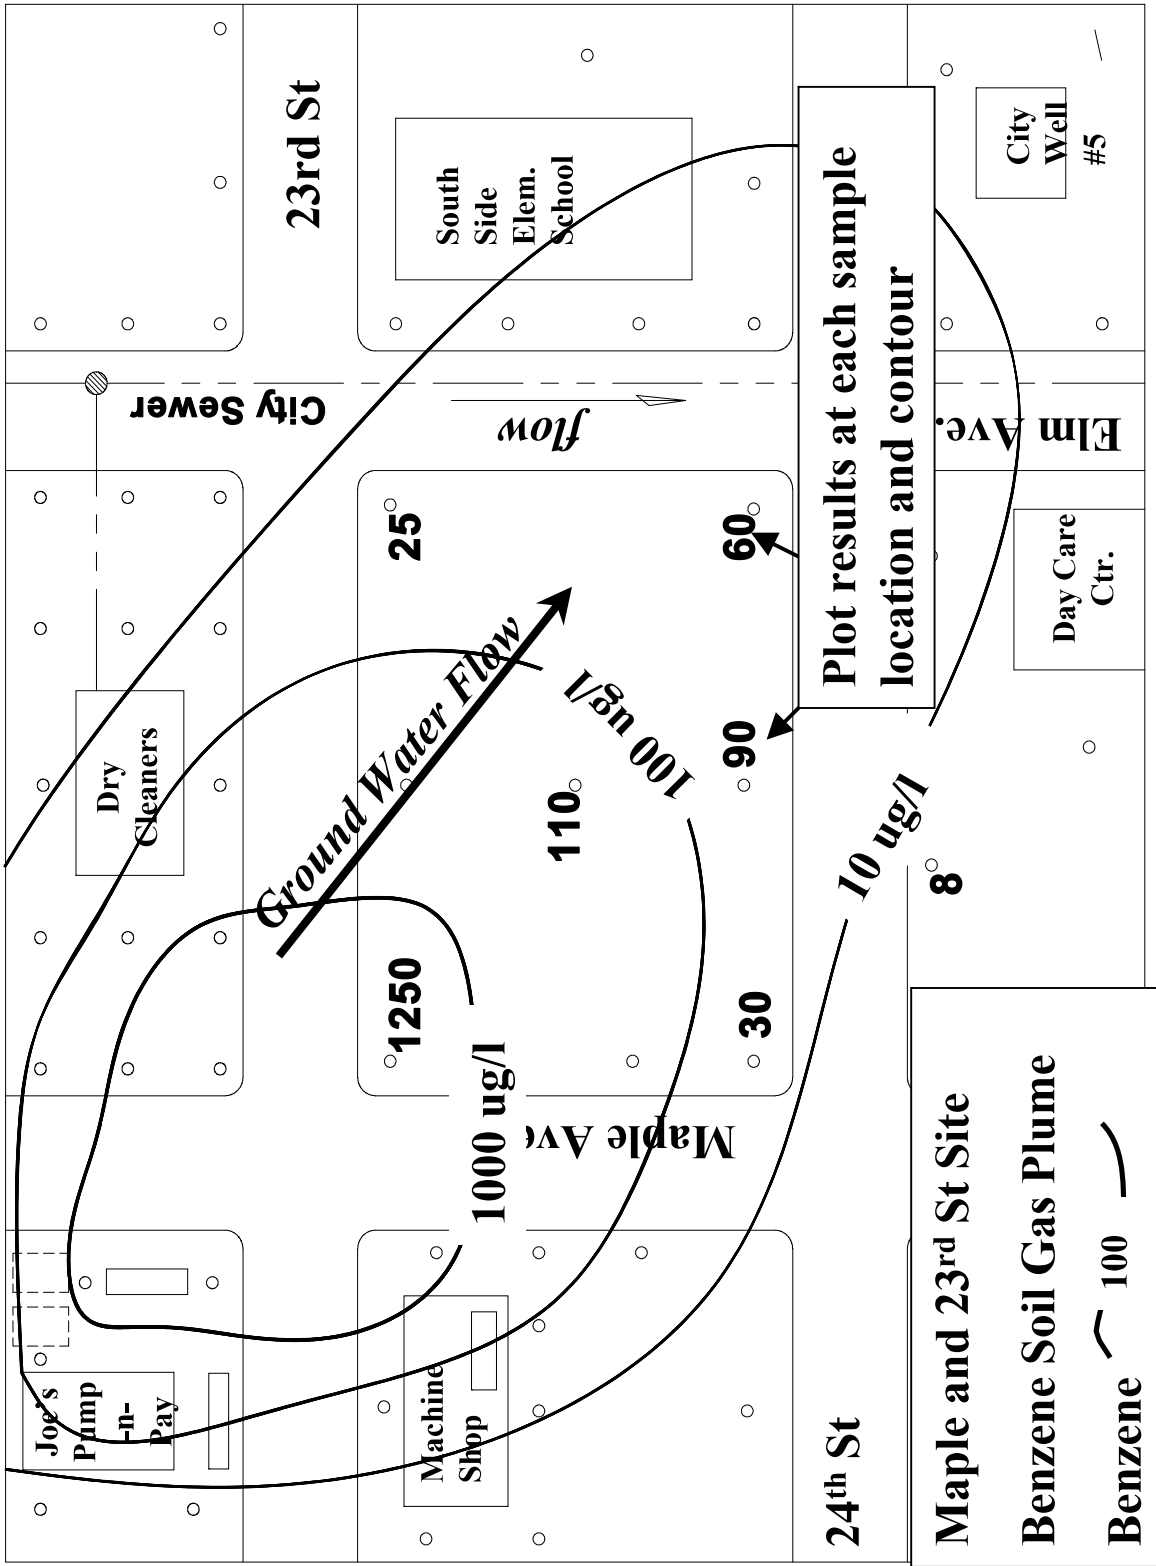 Joe's
Pump
-n-
Pay
Dry
Cleaners
City Sewer
23rd St
Machine
Shop
1250
25
South
Side
Elem.
School
Ground Water Flow
flow
1000 ug/l
110
100 ug/l
Maple Ave
30
90
60
24th St
10 ug/l
8
Plot results at each sample
location and contour
Elm Ave.
Day Care
Ctr.
City
Well
#5
Maple and 23rd St Site
Benzene Soil Gas Plume
Benzene 100